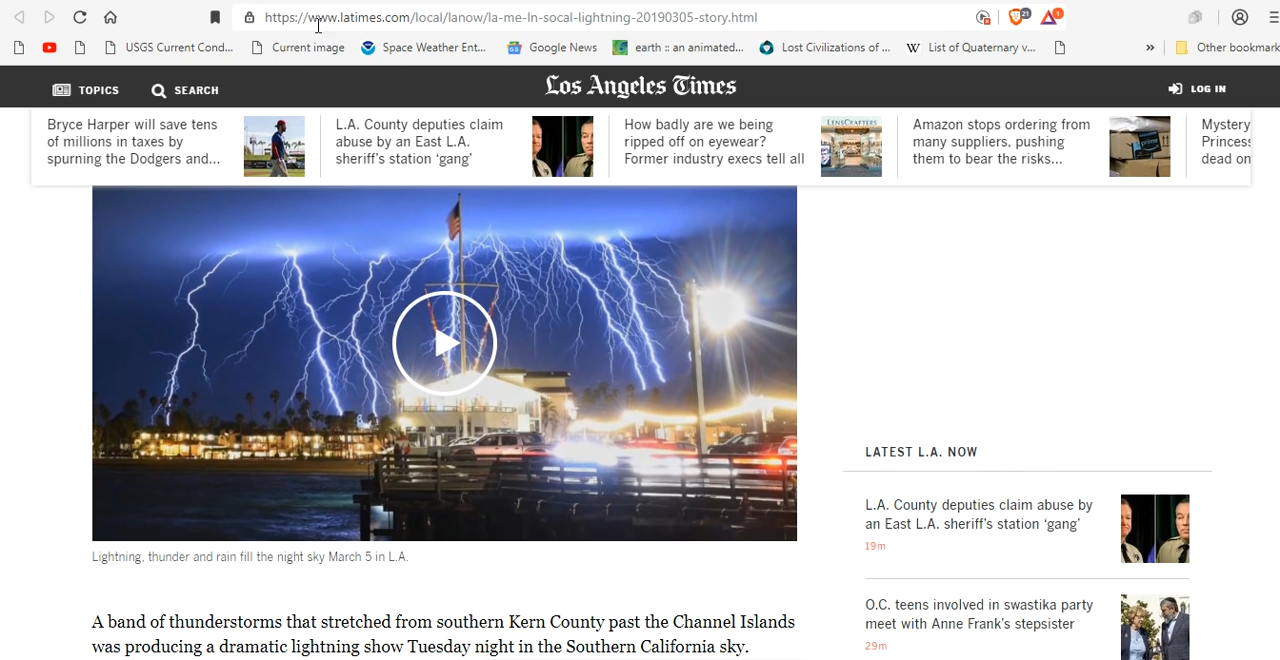 https://www.latimes.com/local/lanow/la-me-ln-socal-lightning-20190305-story.html
21
1
USGS Current Cond...
Current image
Space Weather Ent...
Google News
earth :: an animated...
Lost Civilizations of ...
W
List of Quaternary v...
»
Other bookmark
TOPICS
SEARCH
Los Angeles Times
LOG IN
Bryce Harper will save tens
of millions in taxes by
spurning the Dodgers and...
L.A. County deputies claim
abuse by an East L.A.
sheriff's station ‘gang’
How badly are we being
ripped off on eyewear?
Former industry execs tell all
LENSCRAFTERS
Amazon stops ordering from
many suppliers, pushing
them to bear the risks...
Mystery
Princess
dead on
Lightning, thunder and rain fill the night sky March 5 in L.A.
A band of thunderstorms that stretched from southern Kern County past the Channel Islands
was producing a dramatic lightning show Tuesday night in the Southern California sky.
LATEST L.A. NOW
L.A. County deputies claim abuse by
an East L.A. sheriff's station ‘gang’
19m
O.C. teens involved in swastika party
meet with Anne Frank's stepsister
29m